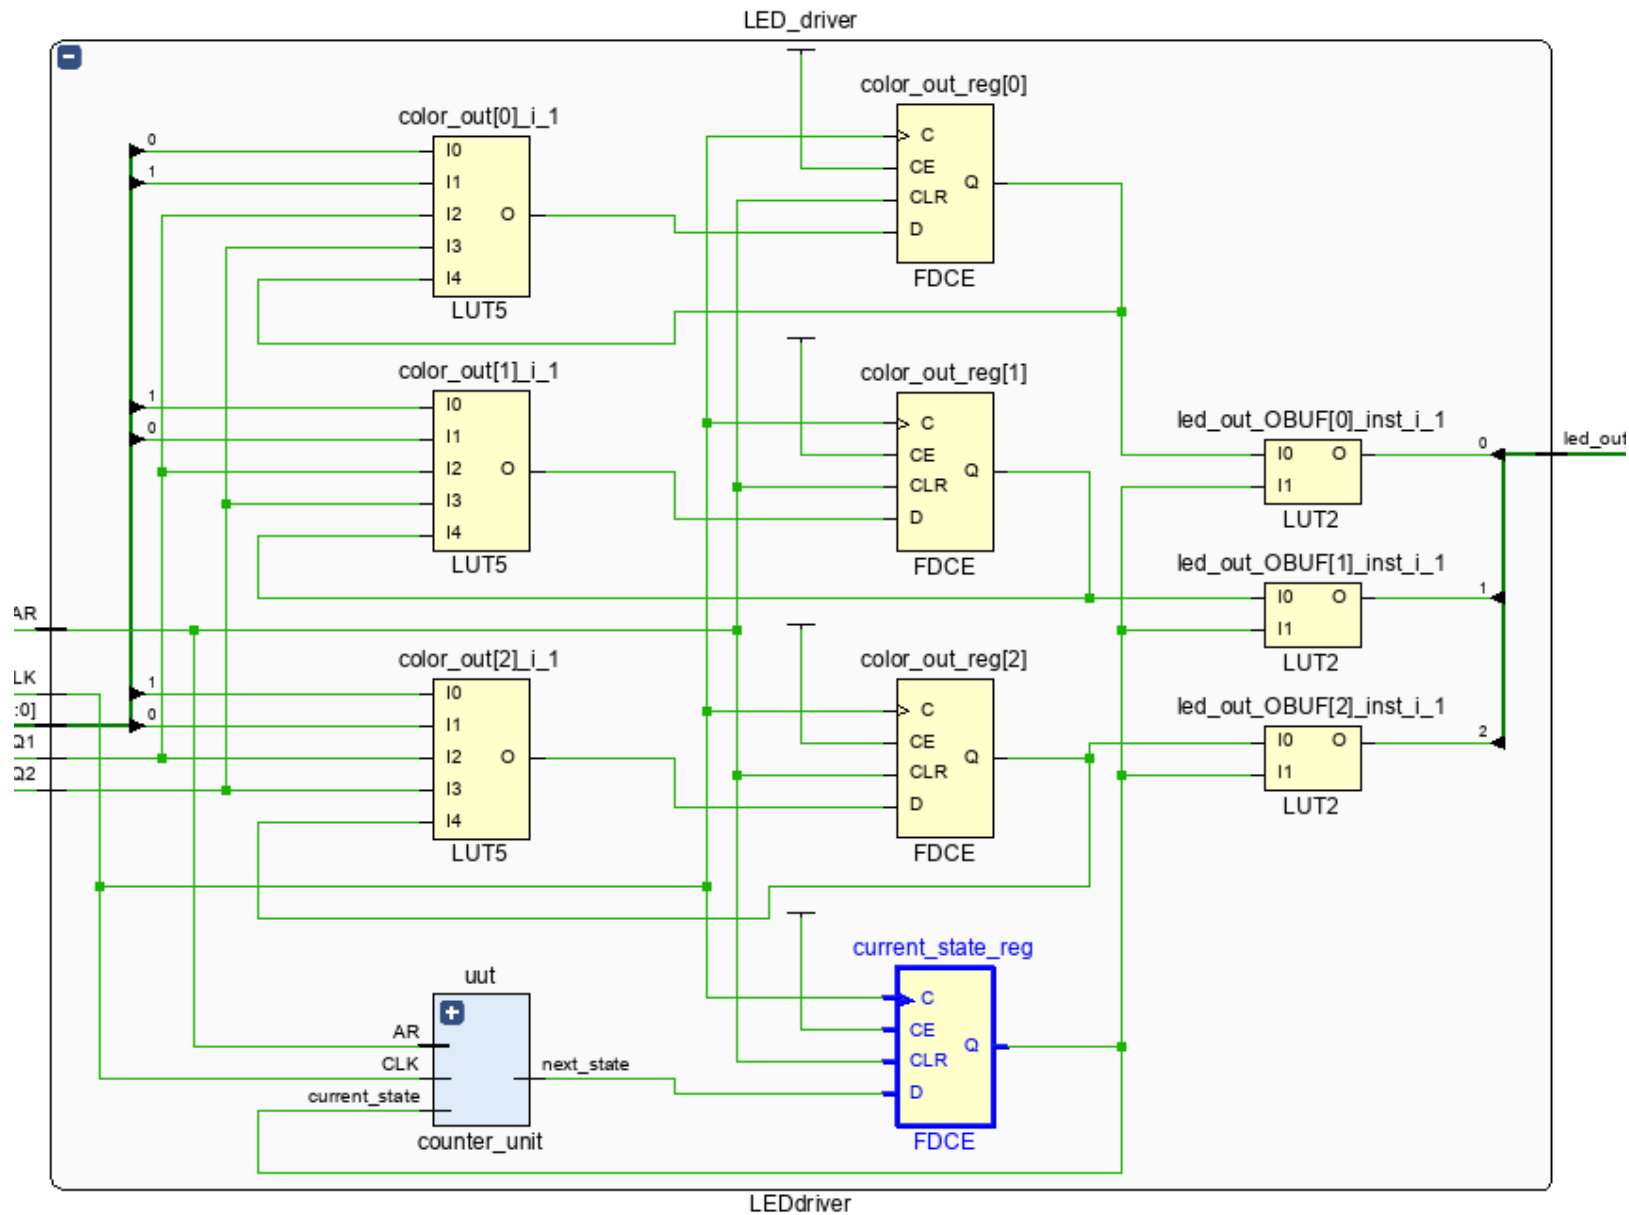 LED_driver
color_out_reg[0]
color_out[0]_i_1
0
I0
C
1
I1
CE
Q
I2
O
CLR
I3
D
I4
LUT5
FDCE
color_out[1]_i_1
color_out_reg[1]
1
I0
C
0
I1
CE
Q
I2
O
CLR
I3
D
I4
LUT5
FDCE
led_out_OBUF[0]_inst_i_1
0
led_out
I0
O
I1
LUT2
led_out_OBUF[1]_inst_i_1
1
I0
O
I1
LUT2
AR
color_out[2]_i_1
color_out_reg[2]
LK
1
I0
C
:0]
0
I1
CE
Q1
Q
I2
O
CLR
Q2
I3
D
I4
LUT5
FDCE
led_out_OBUF[2]_inst_i_1
2
I0
O
I1
LUT2
current_state_reg
uut
C
AR
CE
Q
CLK
next_state
CLR
current_state
D
counter_unit
FDCE
LEDdriver